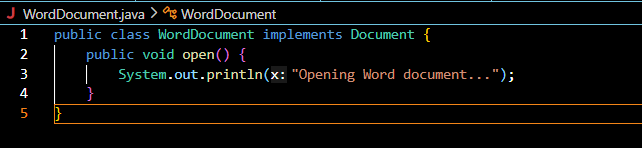 J WordDocument.java > WordDocument
1 public class WordDocument implements Document {
2     public void open() {
3         System.out.println(x: "Opening Word document...");
4     }
5 }